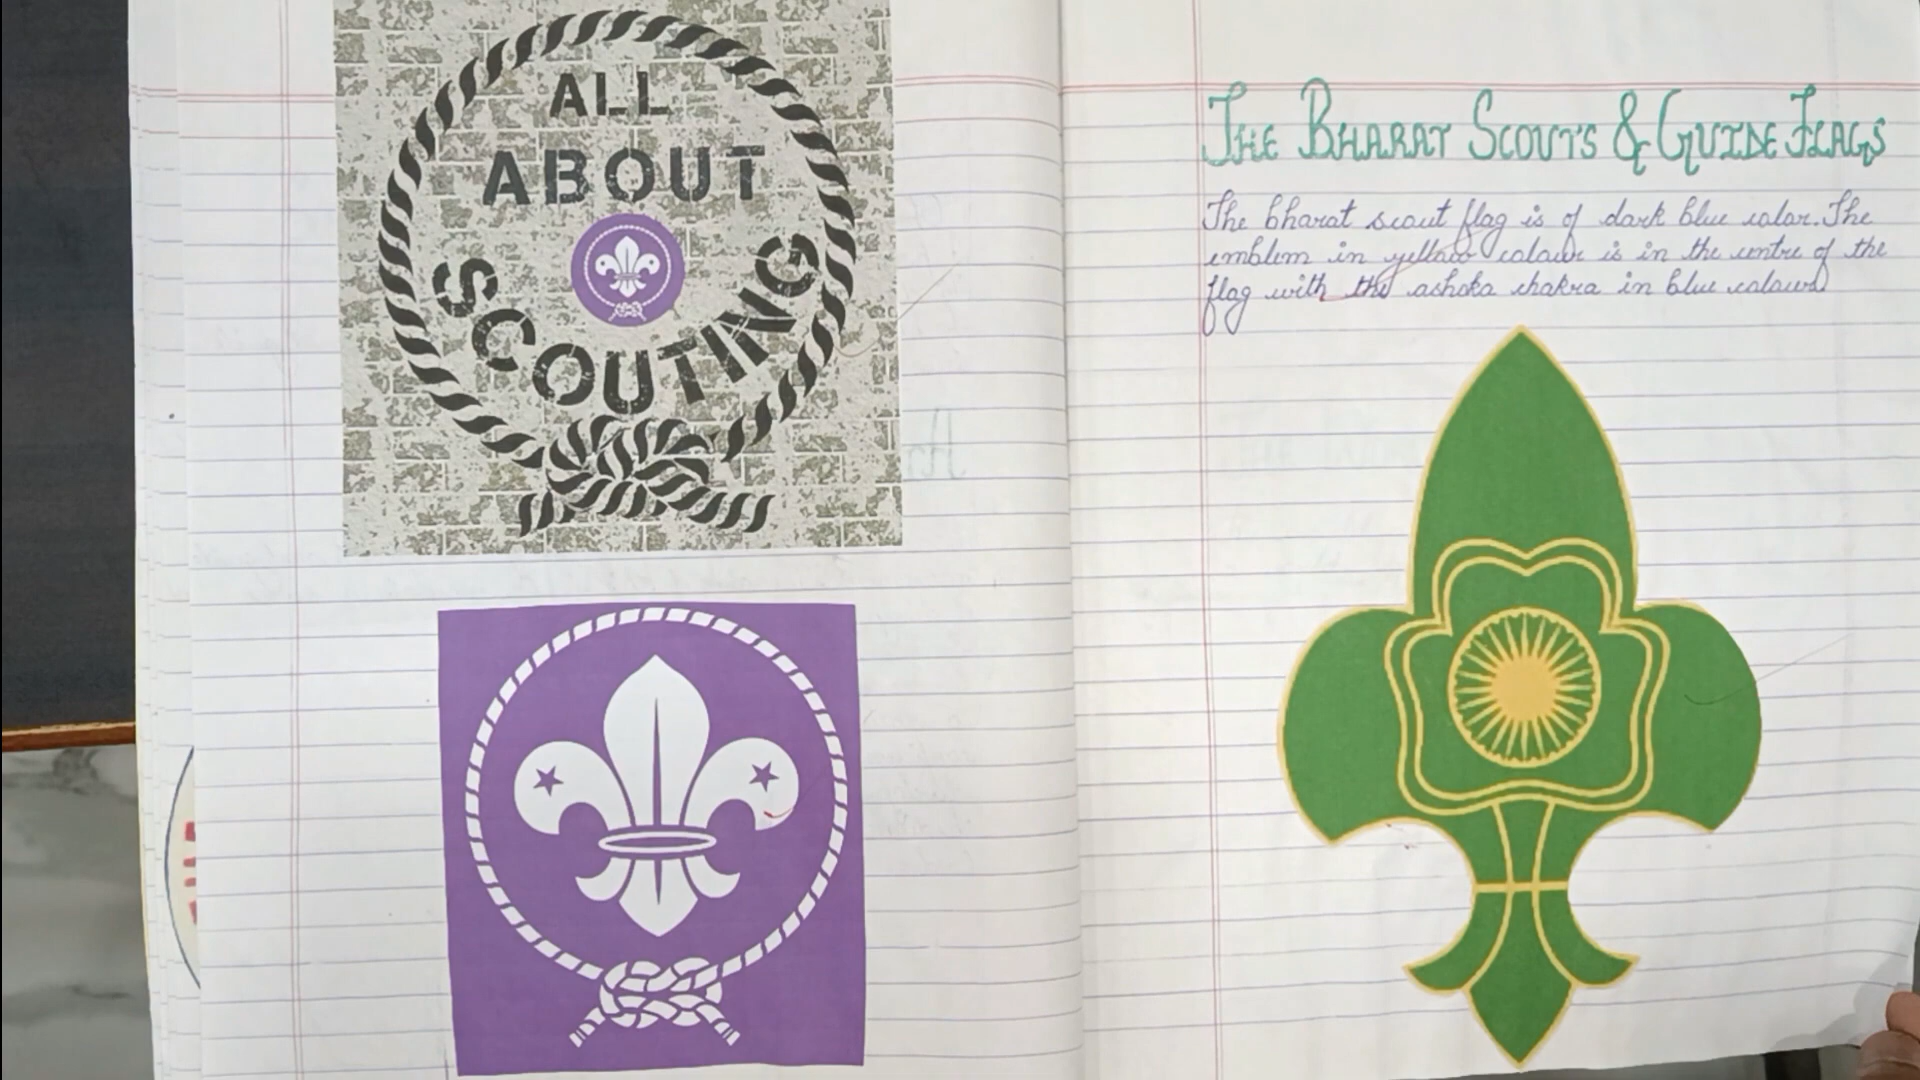 ALL
ABOUT
SCOUTING
THE BHARAT SCOUTS & GUIDE FLAGS
The bharat scout flag is of dark blue color. The
emblem in yellow colour is in the centre of the
flag with the ashoka chakra in blue colour